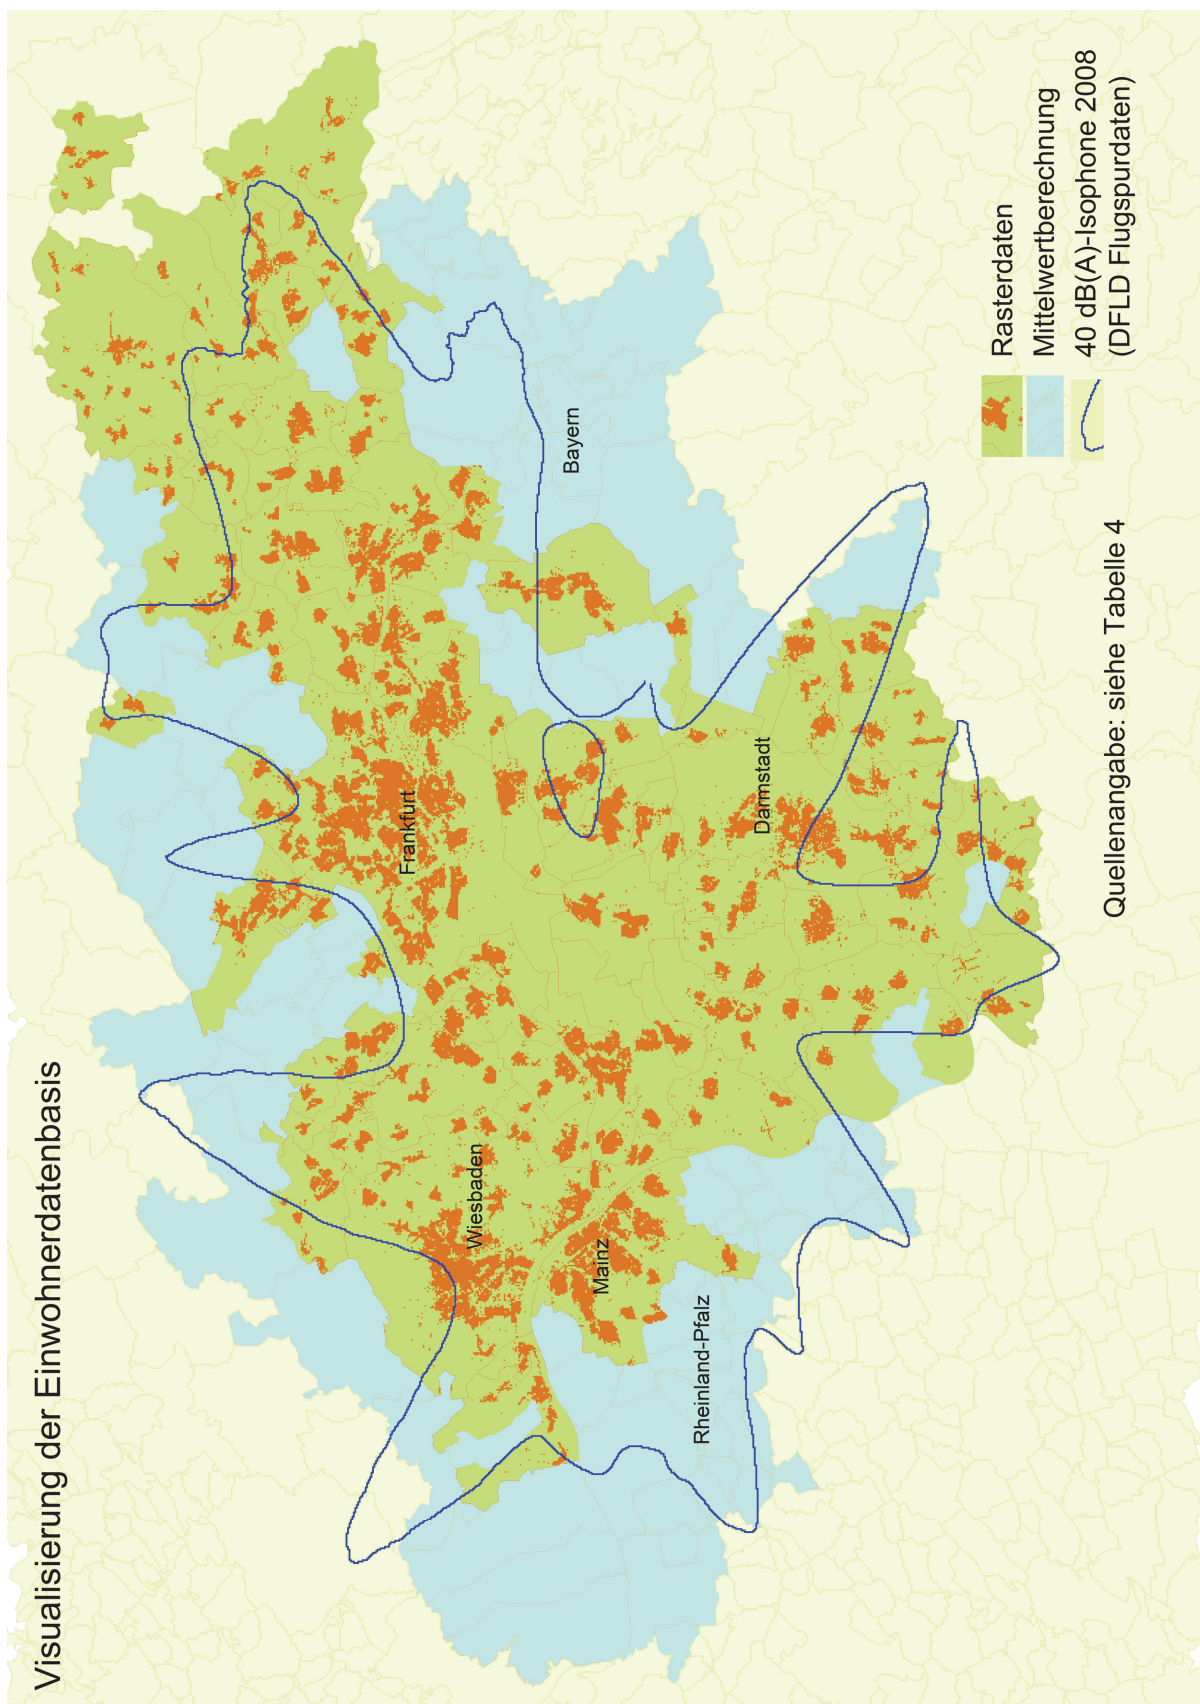 Visualisierung der Einwohnerdatenbasis
Frankfurt
Wiesbaden
Mainz
Bayern
Darmstadt
Rheinland-Pfalz
Rasterdaten
Mittelwertberechnung
40 dB(A)-Isophone 2008
(DFLD Flugspurdaten)
Quellenangabe: siehe Tabelle 4